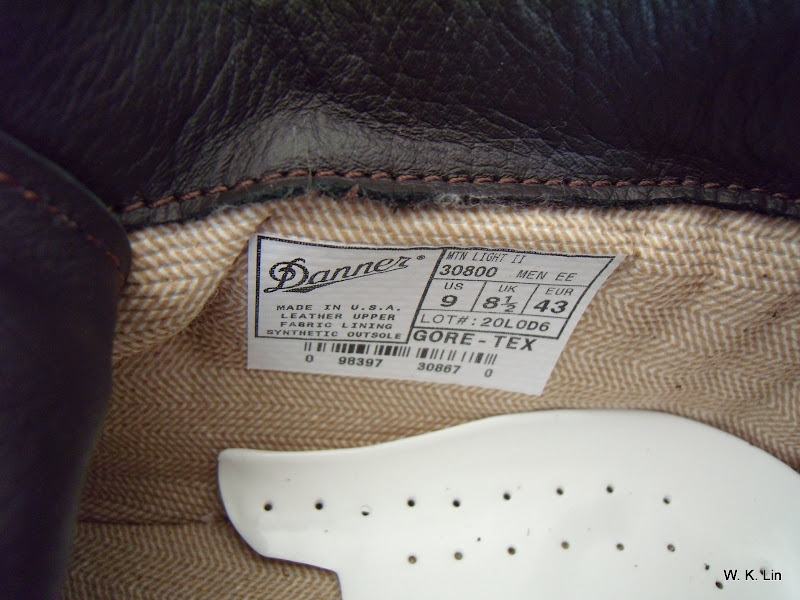 Danner®
MADE IN U.S.A.
LEATHER UPPER
FABRIC LINING
SYNTHETIC OUTSOLE
MTN LIGHT II
30800 MEN EE
US UK EUR
9 8½ 43
LOT#: 20L0D6
GORE-TEX
0 98397 30867 0
W. K. Lin